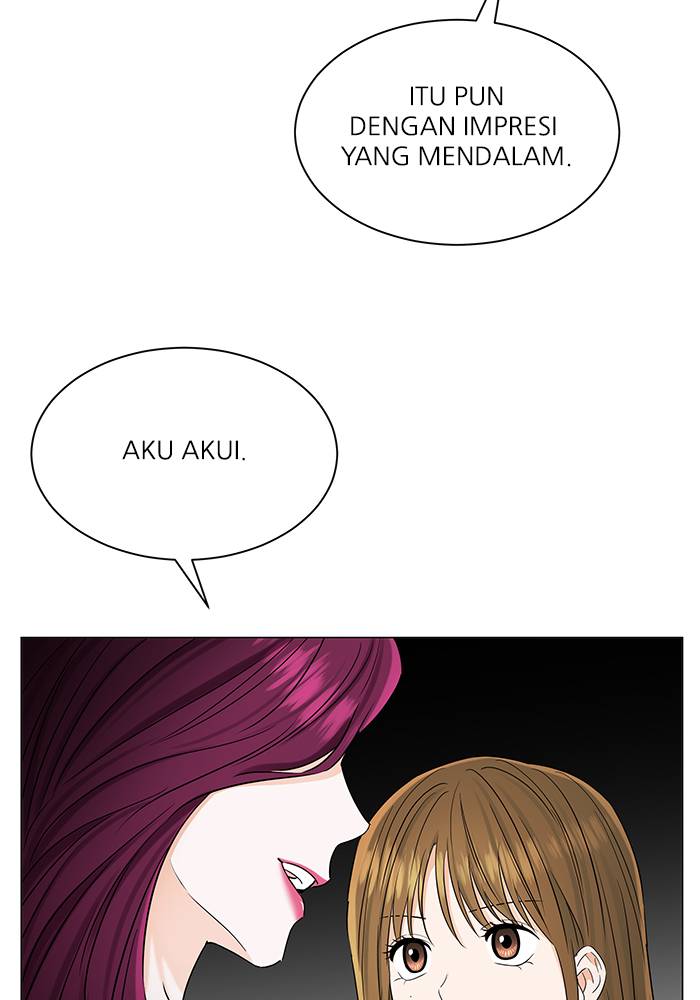 ITU PUN
DENGAN IMPRESI
YANG MENDALAM.
AKU AKUI.